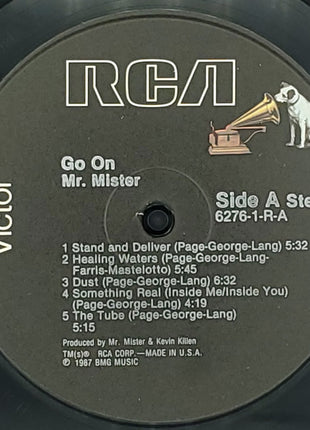 RCA
Victor
Go On
Mr. Mister
Side A Ste
6276-1-R-A
1 Stand and Deliver (Page-George-Lang) 5:32
2 Healing Waters (Page-George-Lang-
Farris-Mastelotto) 5:45
3 Dust (Page-George-Lang) 6:32
4 Something Real (Inside Me/Inside You)
(Page-George-Lang) 4:19
5 The Tube (Page-George-Lang)
5:15
Produced by Mr. Mister & Kevin Killen
TM(s)® RCA CORP.—MADE IN U.S.A.
℗ 1987 BMG MUSIC